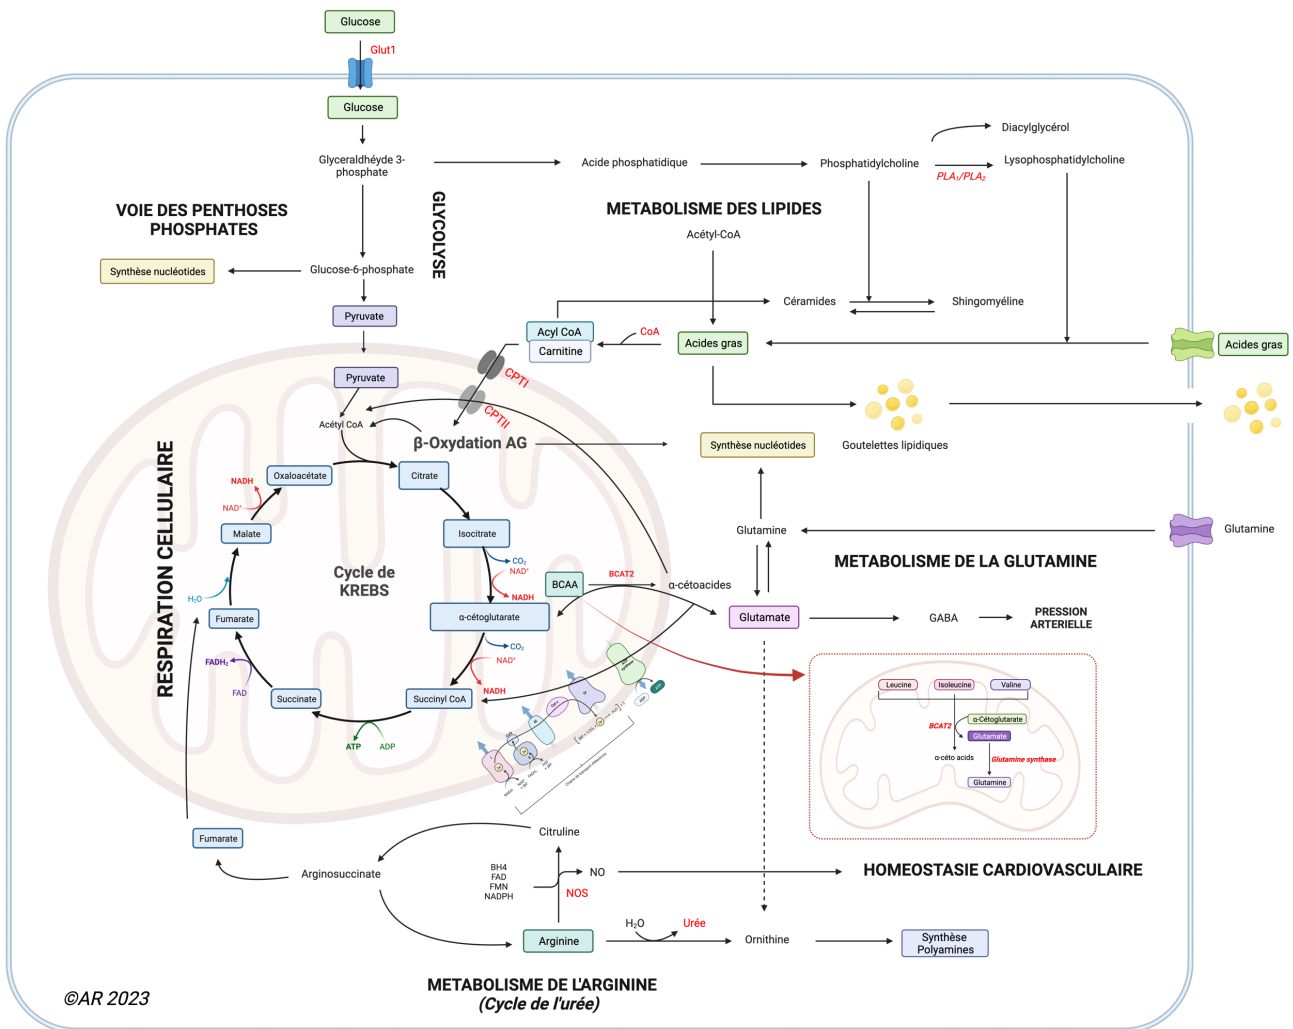 Glucose
Glut1
Glucose
Glyceraldhéyde 3-
phosphate
Acide phosphatidique
Phosphatidylcholine
Diacylglycérol
Lysophosphatidylcholine
PLA₁/PLA₂
VOIE DES PENTHOSES
PHOSPHATES
GLYCOLYSE
METABOLISME DES LIPIDES
Acétyl-CoA
Synthèse nucléotides
Glucose-6-phosphate
Pyruvate
Céramides
Shingomyéline
Acyl CoA
Carnitine
CoA
Acides gras
Acides gras
CPTI
CPTII
Pyruvate
Acétyl CoA
β-Oxydation AG
Synthèse nucléotides
Goutelettes lipidiques
RESPIRATION CELLULAIRE
Oxaloacétate
Citrate
NADH
NAD⁺
Malate
Isocitrate
Glutamine
Glutamine
METABOLISME DE LA GLUTAMINE
Cycle de
KREBS
CO₂
NAD⁺
NADH
BCAA
BCAT2
α-cétoacides
H₂O
Fumarate
α-cétoglutarate
Glutamate
GABA
PRESSION
ARTERIELLE
CO₂
NAD⁺
NADH
FADH₂
FAD
Succinate
Succinyl CoA
ATP
ADP
Leucine
Isoleucine
Valine
BCAT2
α-Cétoglutarate
Glutamate
α-céto acids
Glutamine synthase
Glutamine
Fumarate
Arginosuccinate
Citruline
BH4
FAD
FMN
NADPH
NO
NOS
HOMEOSTASIE CARDIOVASCULAIRE
Arginine
H₂O
Urée
Ornithine
Synthèse
Polyamines
METABOLISME DE L'ARGININE
(Cycle de l'urée)
©AR 2023